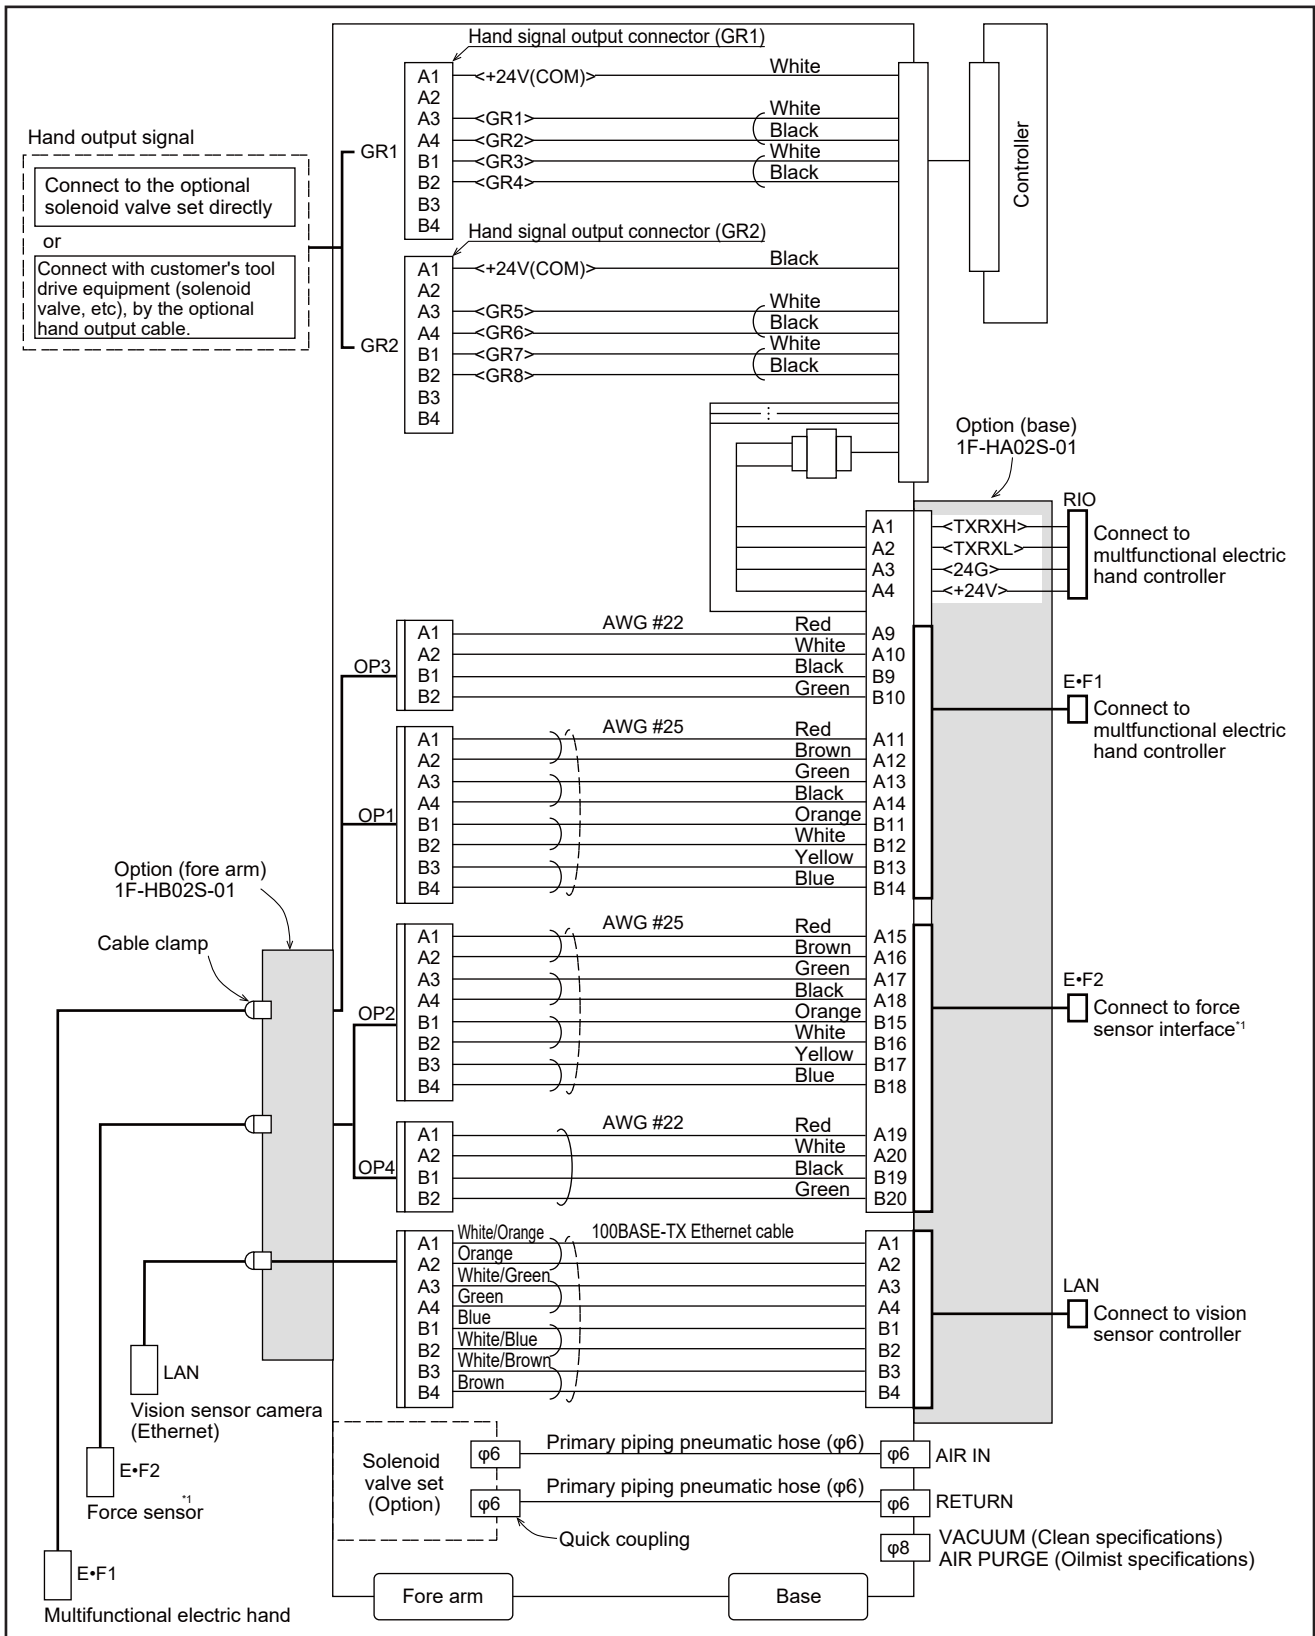 Hand signal output connector (GR1)
A1 <+24V(COM)> White
A2
A3 <GR1> White
A4 <GR2> Black
B1 <GR3> White
B2 <GR4> Black
B3
B4
GR1
Hand output signal
Connect to the optional
solenoid valve set directly
or
Connect with customer's tool
drive equipment (solenoid
valve, etc), by the optional
hand output cable.
Controller
Hand signal output connector (GR2)
A1 <+24V(COM)> Black
A2
A3 <GR5> White
A4 <GR6> Black
B1 <GR7> White
B2 <GR8> Black
B3
B4
GR2
Option (base)
1F-HA02S-01
RIO
A1 <TXRXH>
A2 <TXRXL>
A3 <24G>
A4 <+24V>
Connect to
multfunctional electric
hand controller
OP3
AWG #22
A1 Red A9
A2 White A10
B1 Black B9
B2 Green B10
E•F1
Connect to
multfunctional electric
hand controller
OP1
AWG #25
A1 Red A11
A2 Brown A12
A3 Green A13
A4 Black A14
B1 Orange B11
B2 White B12
B3 Yellow B13
B4 Blue B14
Option (fore arm)
1F-HB02S-01
Cable clamp
OP2
AWG #25
A1 Red A15
A2 Brown A16
A3 Green A17
A4 Black A18
B1 Orange B15
B2 White B16
B3 Yellow B17
B4 Blue B18
E•F2
Connect to force
sensor interface*1
OP4
AWG #22
A1 Red A19
A2 White A20
B1 Black B19
B2 Green B20
100BASE-TX Ethernet cable
A1 White/Orange A1
A2 Orange A2
A3 White/Green A3
A4 Green A4
B1 Blue B1
B2 White/Blue B2
B3 White/Brown B3
B4 Brown B4
LAN
Connect to vision
sensor controller
LAN
Vision sensor camera
(Ethernet)
E•F2
Force sensor*1
E•F1
Multifunctional electric hand
Solenoid
valve set
(Option)
φ6 Primary piping pneumatic hose (φ6) φ6 AIR IN
φ6 Primary piping pneumatic hose (φ6) φ6 RETURN
Quick coupling
φ8 VACUUM (Clean specifications)
AIR PURGE (Oilmist specifications)
Fore arm
Base